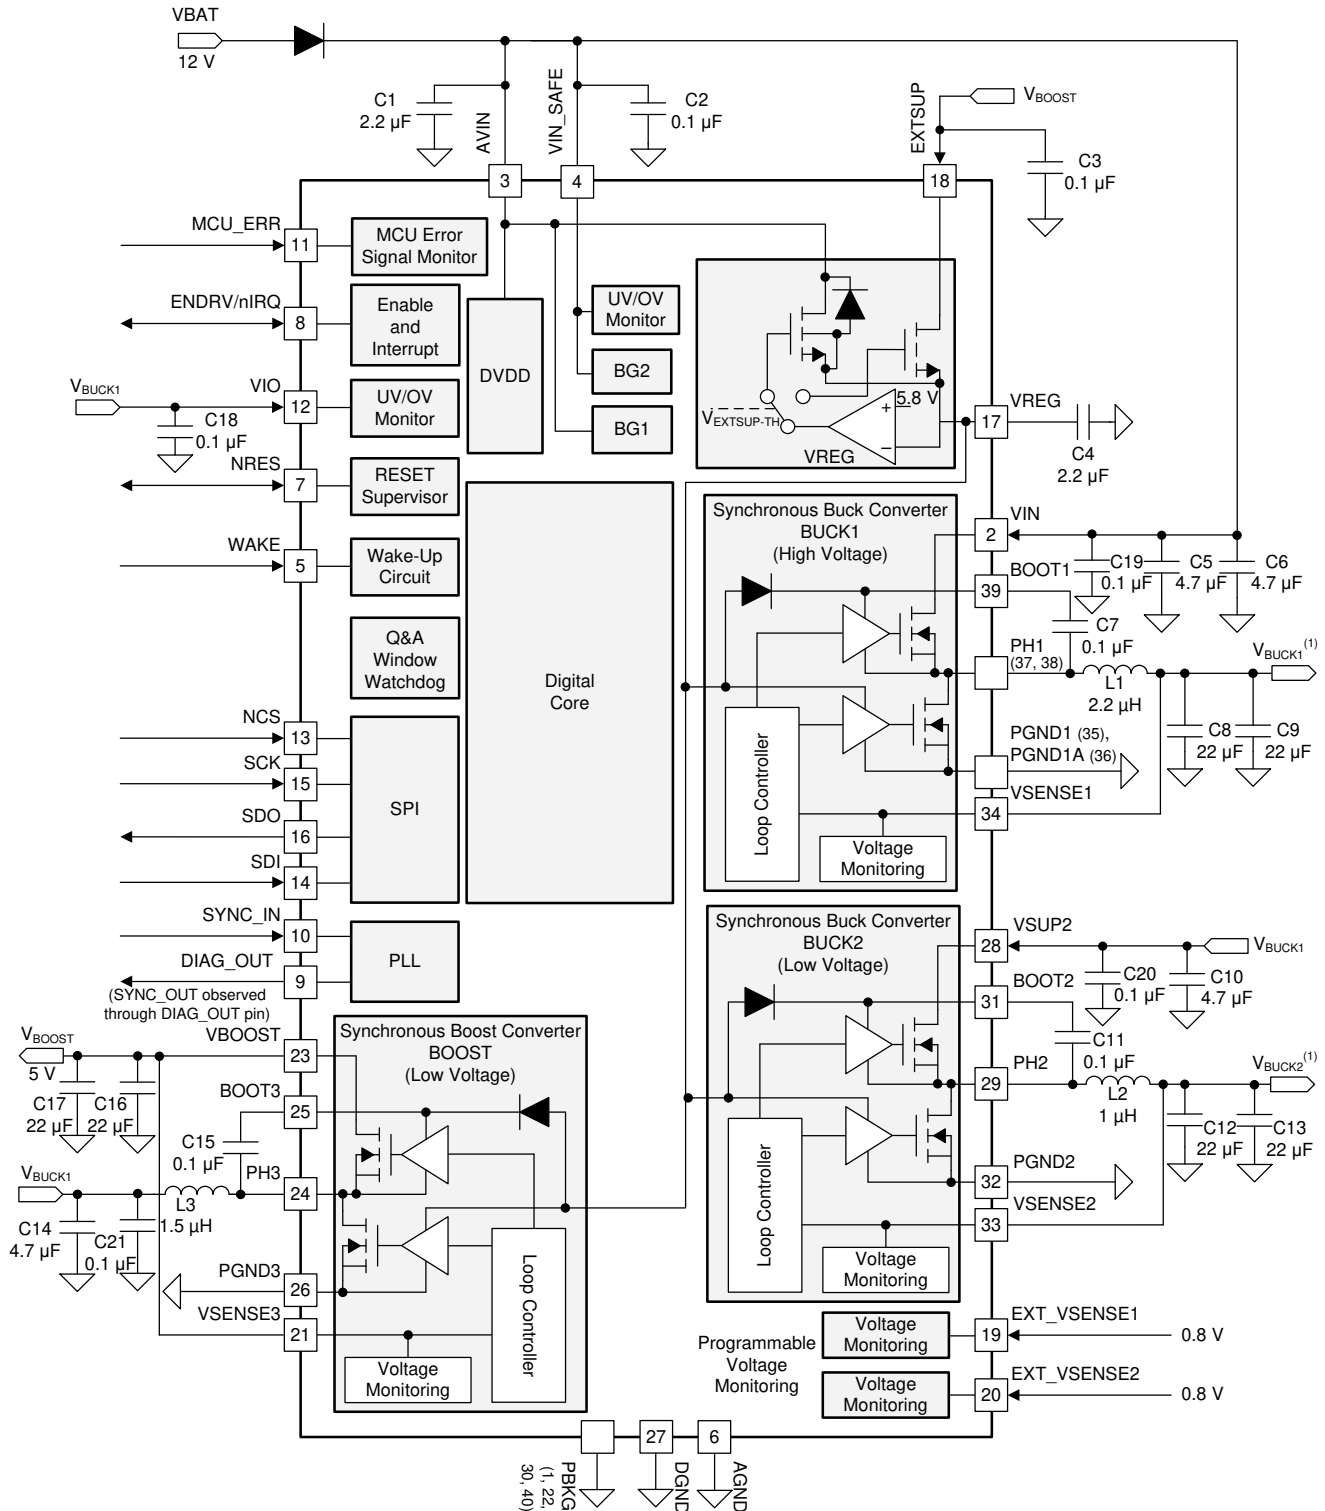 VBAT
12 V
C1
2.2 µF
AVIN
VIN_SAFE
C2
0.1 µF
EXTSUP
VBOOST
C3
0.1 µF
3
4
18
MCU_ERR
11
MCU Error
Signal Monitor
ENDRV/nIRQ
8
Enable
and
Interrupt
VBUCK1
VIO
12
C18
0.1 µF
UV/OV
Monitor
NRES
7
RESET
Supervisor
WAKE
5
Wake-Up
Circuit
Q&A
Window
Watchdog
NCS
13
SCK
15
SDO
16
SDI
14
SPI
SYNC_IN
10
DIAG_OUT
9
(SYNC_OUT observed
through DIAG_OUT pin)
PLL
DVDD
UV/OV
Monitor
BG2
BG1
Digital
Core
5.8 V
+
−
VEXTSUP-TH
VREG
VREG
17
C4
2.2 µF
Synchronous Buck Converter
BUCK1
(High Voltage)
Loop Controller
Voltage
Monitoring
2
VIN
C19
0.1 µF
C5
4.7 µF
C6
4.7 µF
BOOT1
39
C7
0.1 µF
PH1
(37, 38)
L1
2.2 µH
VBUCK1(1)
C8
22 µF
C9
22 µF
PGND1 (35),
PGND1A (36)
VSENSE1
34
Synchronous Buck Converter
BUCK2
(Low Voltage)
Loop Controller
Voltage
Monitoring
VSUP2
28
VBUCK1
C20
0.1 µF
C10
4.7 µF
BOOT2
31
C11
0.1 µF
PH2
29
L2
1 µH
VBUCK2(1)
C12
22 µF
C13
22 µF
PGND2
32
VSENSE2
33
VBOOST
5 V
VBOOST
23
C17
22 µF
C16
22 µF
BOOT3
25
C15
0.1 µF
VBUCK1
PH3
24
L3
1.5 µH
C14
4.7 µF
C21
0.1 µF
PGND3
26
VSENSE3
21
Synchronous Boost Converter
BOOST
(Low Voltage)
Loop Controller
Voltage
Monitoring
Programmable
Voltage
Monitoring
Voltage
Monitoring
19
EXT_VSENSE1
0.8 V
Voltage
Monitoring
20
EXT_VSENSE2
0.8 V
27
6
PBKG
(1, 22,
30, 40)
DGND
AGND